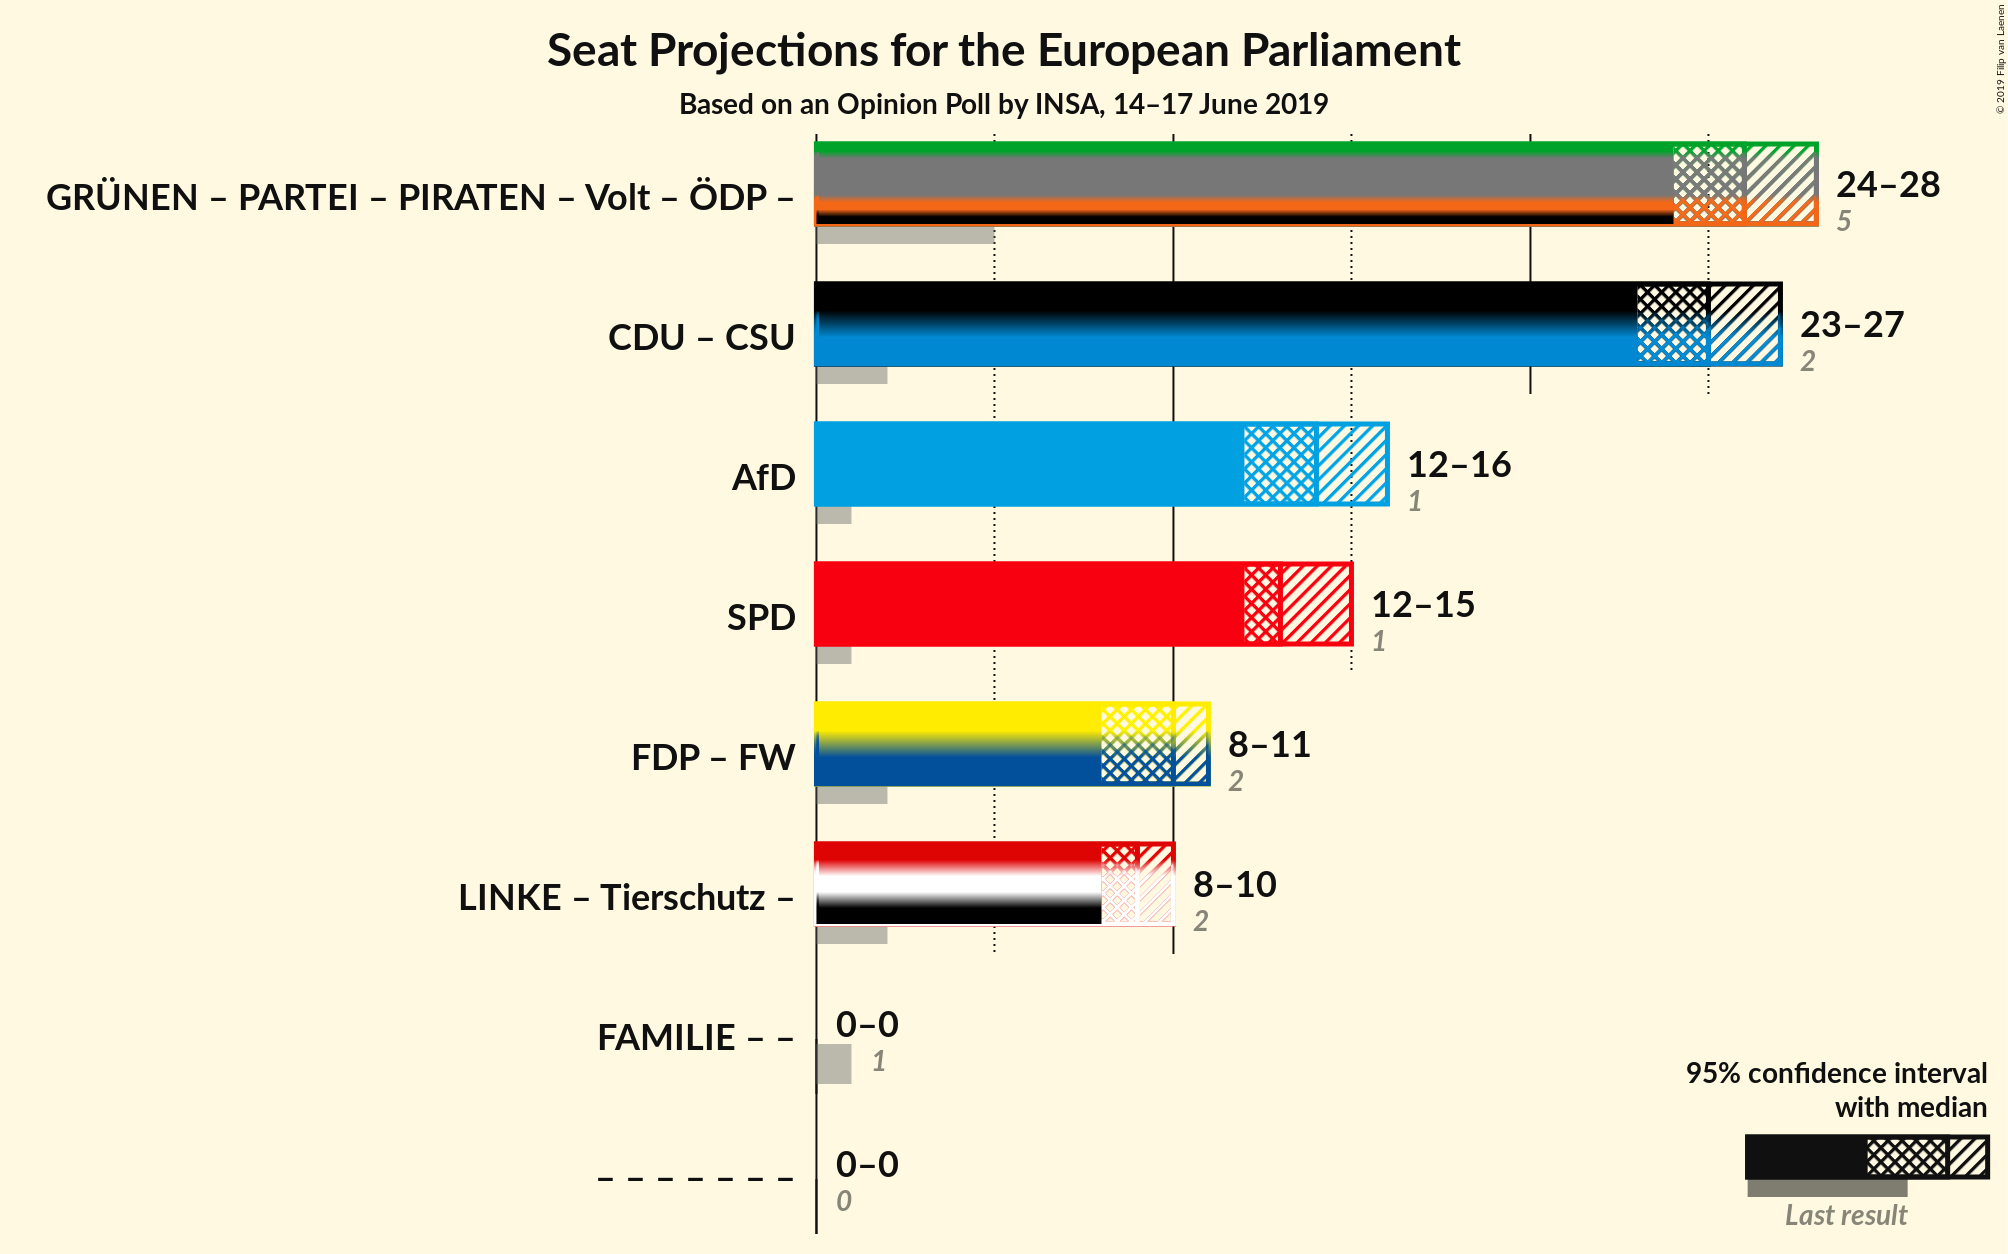 Seat Projections for the European Parliament
Based on an Opinion Poll by INSA, 14–17 June 2019
© 2019 Filip van Laenen
GRÜNEN – PARTEI – PIRATEN – Volt – ÖDP –
24–28
5
CDU – CSU
23–27
2
AfD
12–16
1
SPD
12–15
1
FDP – FW
8–11
2
LINKE – Tierschutz –
8–10
2
FAMILIE – –
0–0
1
– – – – – – –
0–0
0
95% confidence interval
with median
Last result